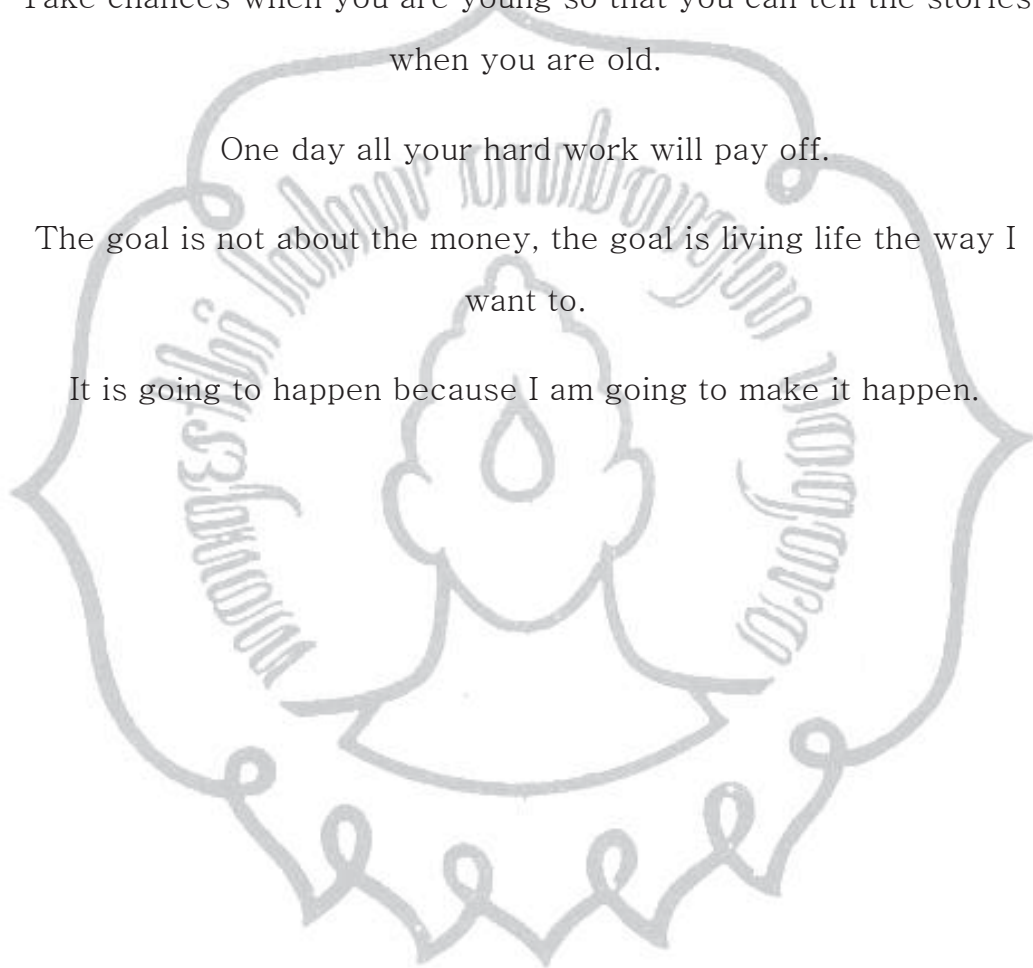 Take chances when you are young so that you can tell the stories
when you are old.
One day all your hard work will pay off.
The goal is not about the money, the goal is living life the way I
want to.
It is going to happen because I am going to make it happen.